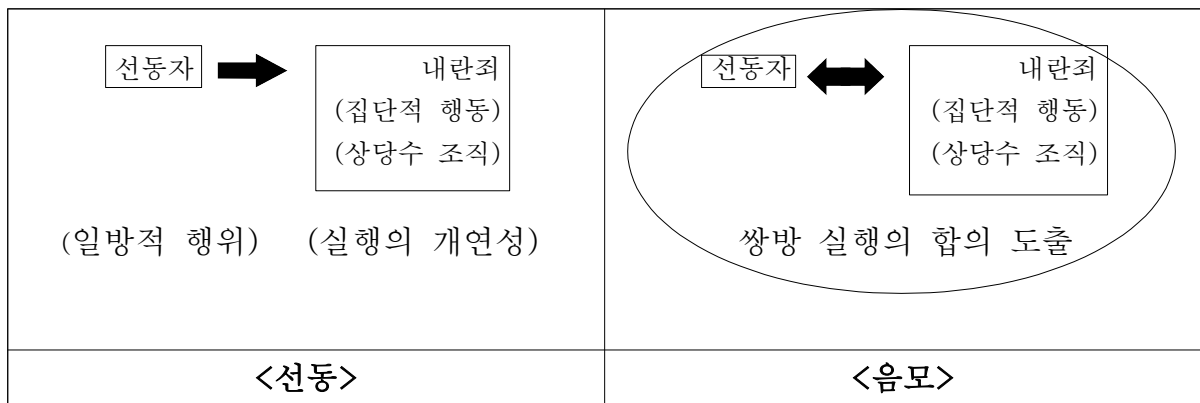 선동자
내란죄
(집단적 행동)
(상당수 조직)
(일방적 행위) (실행의 개연성)
<선동>
선동자
내란죄
(집단적 행동)
(상당수 조직)
쌍방 실행의 합의 도출
<음모>